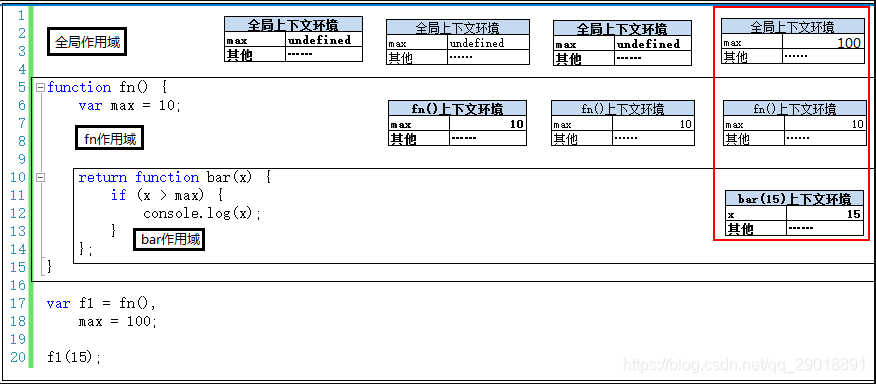 1
2 全局作用域
3
4
5 function fn() {
6 var max = 10;
7
8 fn作用域
9
10 return function bar(x) {
11 if (x > max) {
12 console.log(x);
13 }
bar作用域
14 };
15 }
16
17 var f1 = fn(),
18 max = 100;
19
20 f1(15);
全局上下文环境
max undefined
其他 ······
全局上下文环境
max undefined
其他 ······
全局上下文环境
max undefined
其他 ······
全局上下文环境
max 100
其他 ······
fn()上下文环境
max 10
其他 ······
fn()上下文环境
max 10
其他 ······
fn()上下文环境
max 10
其他 ······
bar(15)上下文环境
x 15
其他 ······
https://blog.csdn.net/qq_29018891